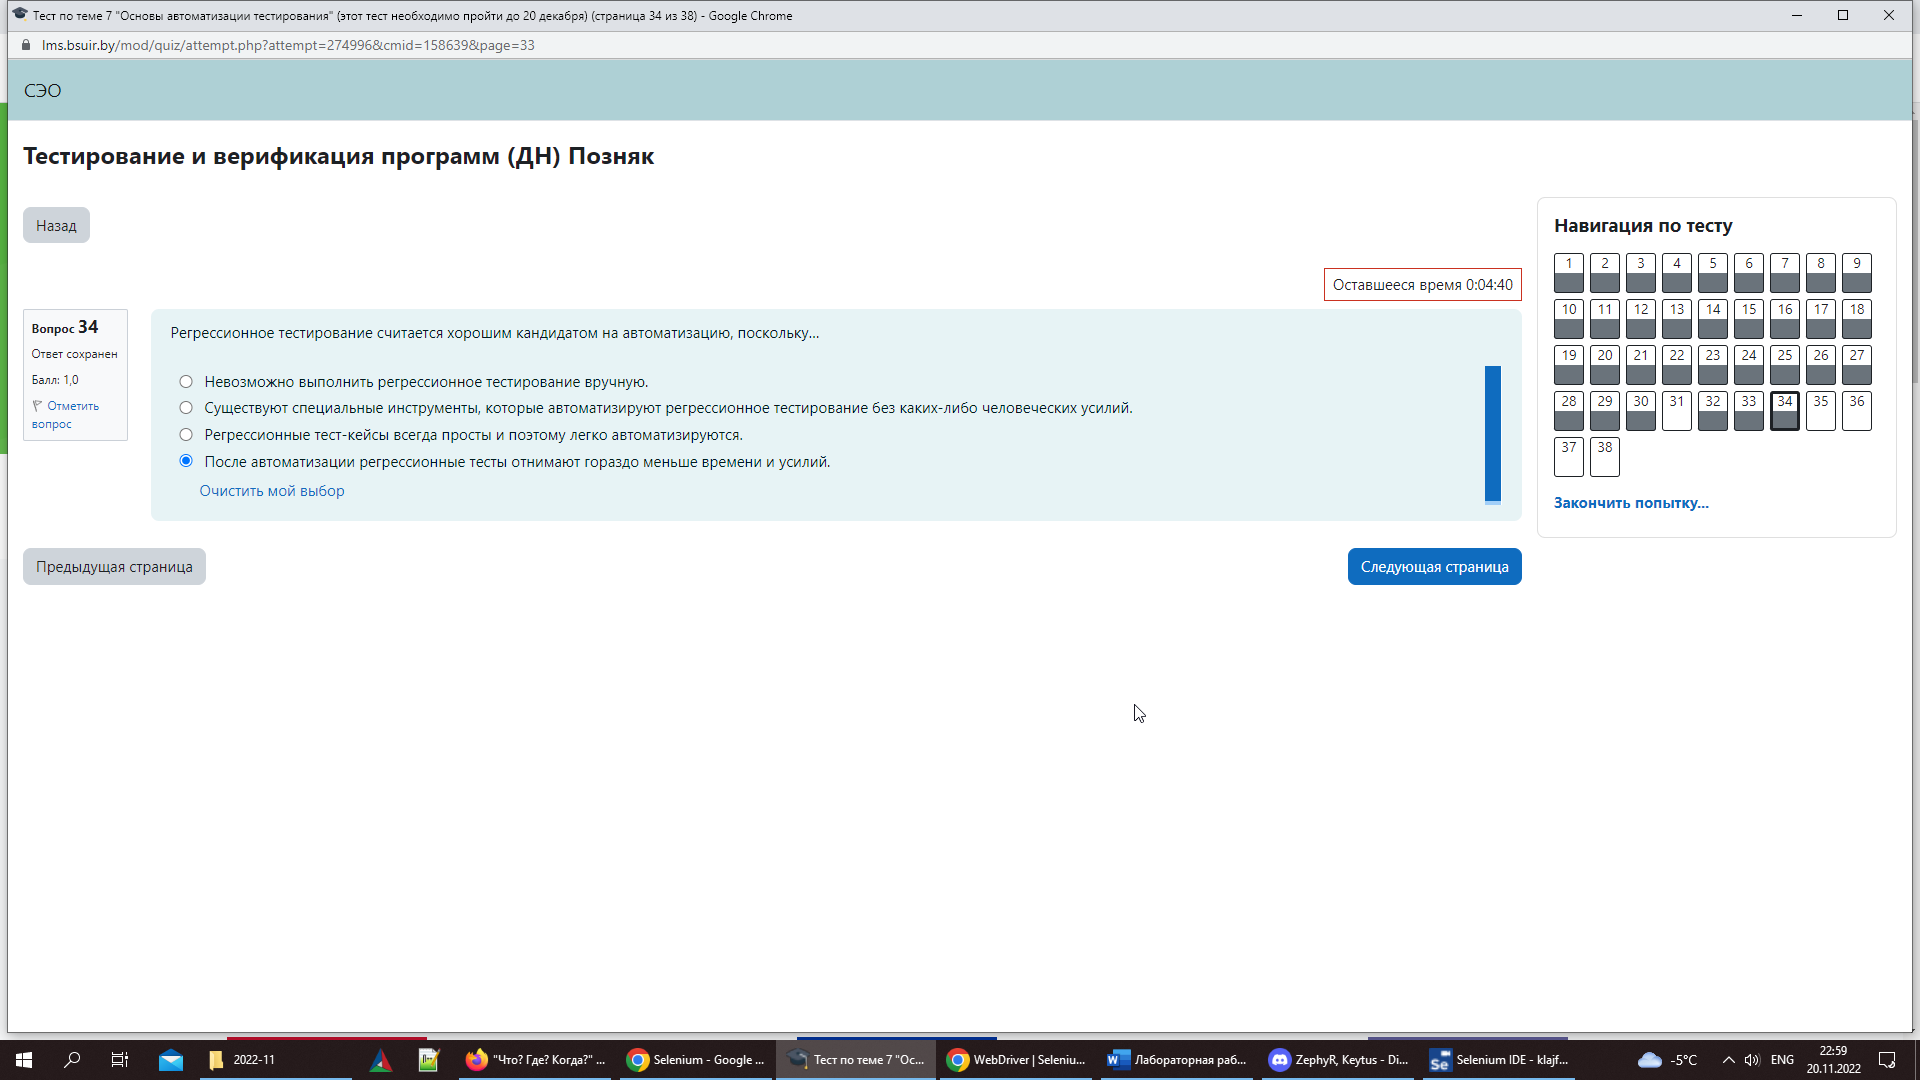 Тест по теме 7 "Основы автоматизации тестирования" (этот тест необходимо пройти до 20 декабря) (страница 34 из 38) - Google Chrome
lms.bsuir.by/mod/quiz/attempt.php?attempt=274996&cmid=158639&page=33
СЭО
Тестирование и верификация программ (ДН) Позняк
Назад
Оставшееся время 0:04:40
Вопрос 34
Ответ сохранен
Балл: 1,0
Отметить
вопрос
Регрессионное тестирование считается хорошим кандидатом на автоматизацию, поскольку...
Невозможно выполнить регрессионное тестирование вручную.
Существуют специальные инструменты, которые автоматизируют регрессионное тестирование без каких-либо человеческих усилий.
Регрессионные тест-кейсы всегда просты и поэтому легко автоматизируются.
После автоматизации регрессионные тесты отнимают гораздо меньше времени и усилий.
Очистить мой выбор
Предыдущая страница
Следующая страница
Навигация по тесту
1 2 3 4 5 6 7 8 9
10 11 12 13 14 15 16 17 18
19 20 21 22 23 24 25 26 27
28 29 30 31 32 33 34 35 36
37 38
Закончить попытку...
2022-11
"Что? Где? Когда?" ...
Selenium - Google ...
Тест по теме 7 "Ос...
WebDriver | Seleniu...
Лабораторная раб...
ZephyR, Keytus - Di...
Selenium IDE - klajf...
-5°C
ENG
22:59
20.11.2022